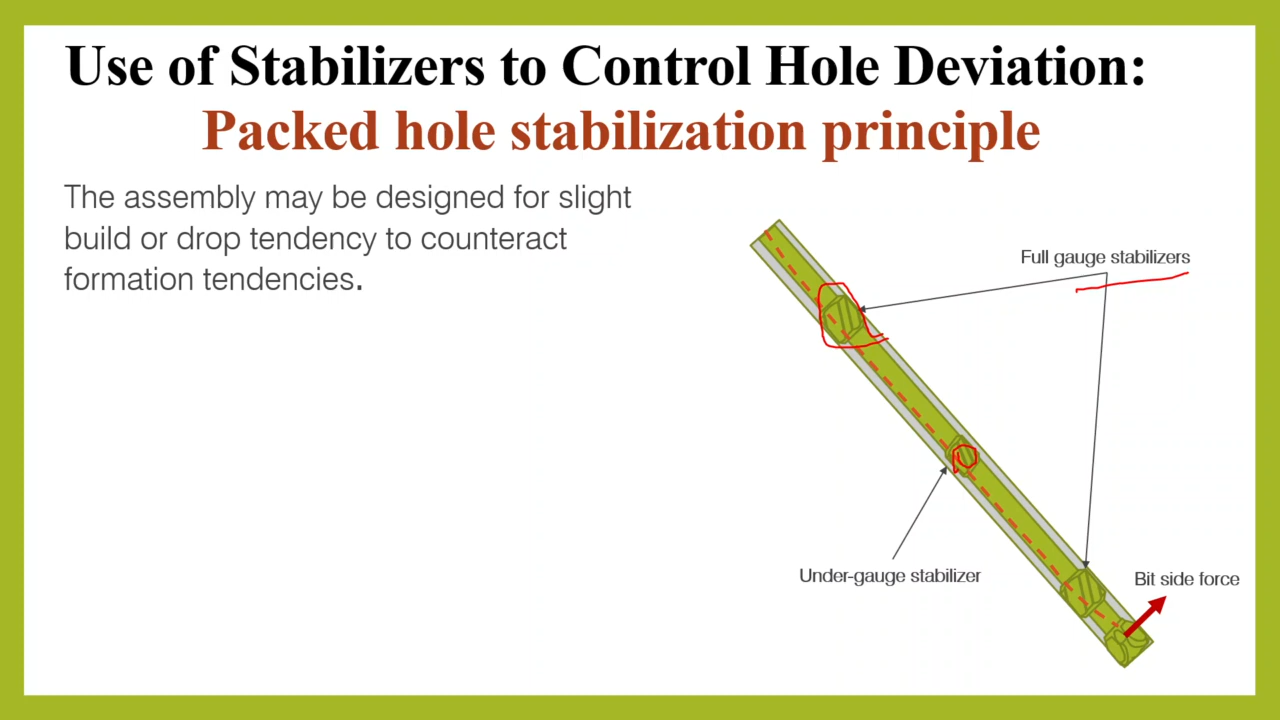 Use of Stabilizers to Control Hole Deviation:
Packed hole stabilization principle
The assembly may be designed for slight
build or drop tendency to counteract
formation tendencies.
Full gauge stabilizers
Under-gauge stabilizer
Bit side force